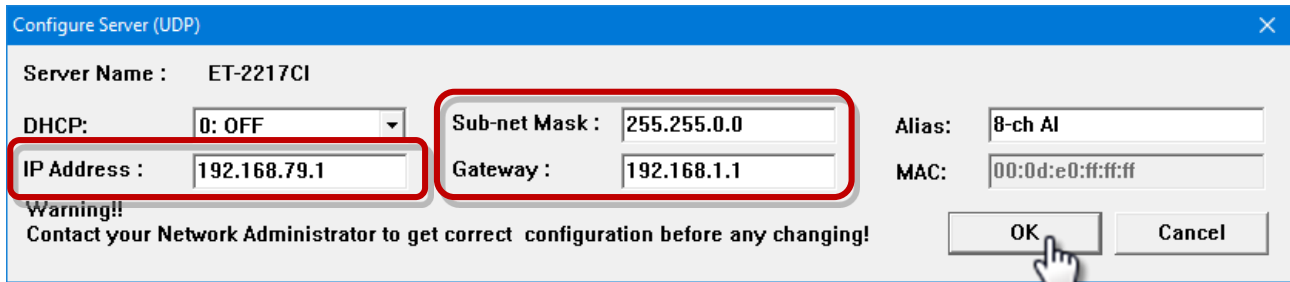 Configure Server (UDP)
Server Name : ET-2217CI
DHCP: 0: OFF Sub-net Mask : 255.255.0.0 Alias: 8-ch AI
IP Address : 192.168.79.1 Gateway : 192.168.1.1 MAC: 00:0d:e0:ff:ff:ff
Warning!!
Contact your Network Administrator to get correct configuration before any changing!
OK Cancel